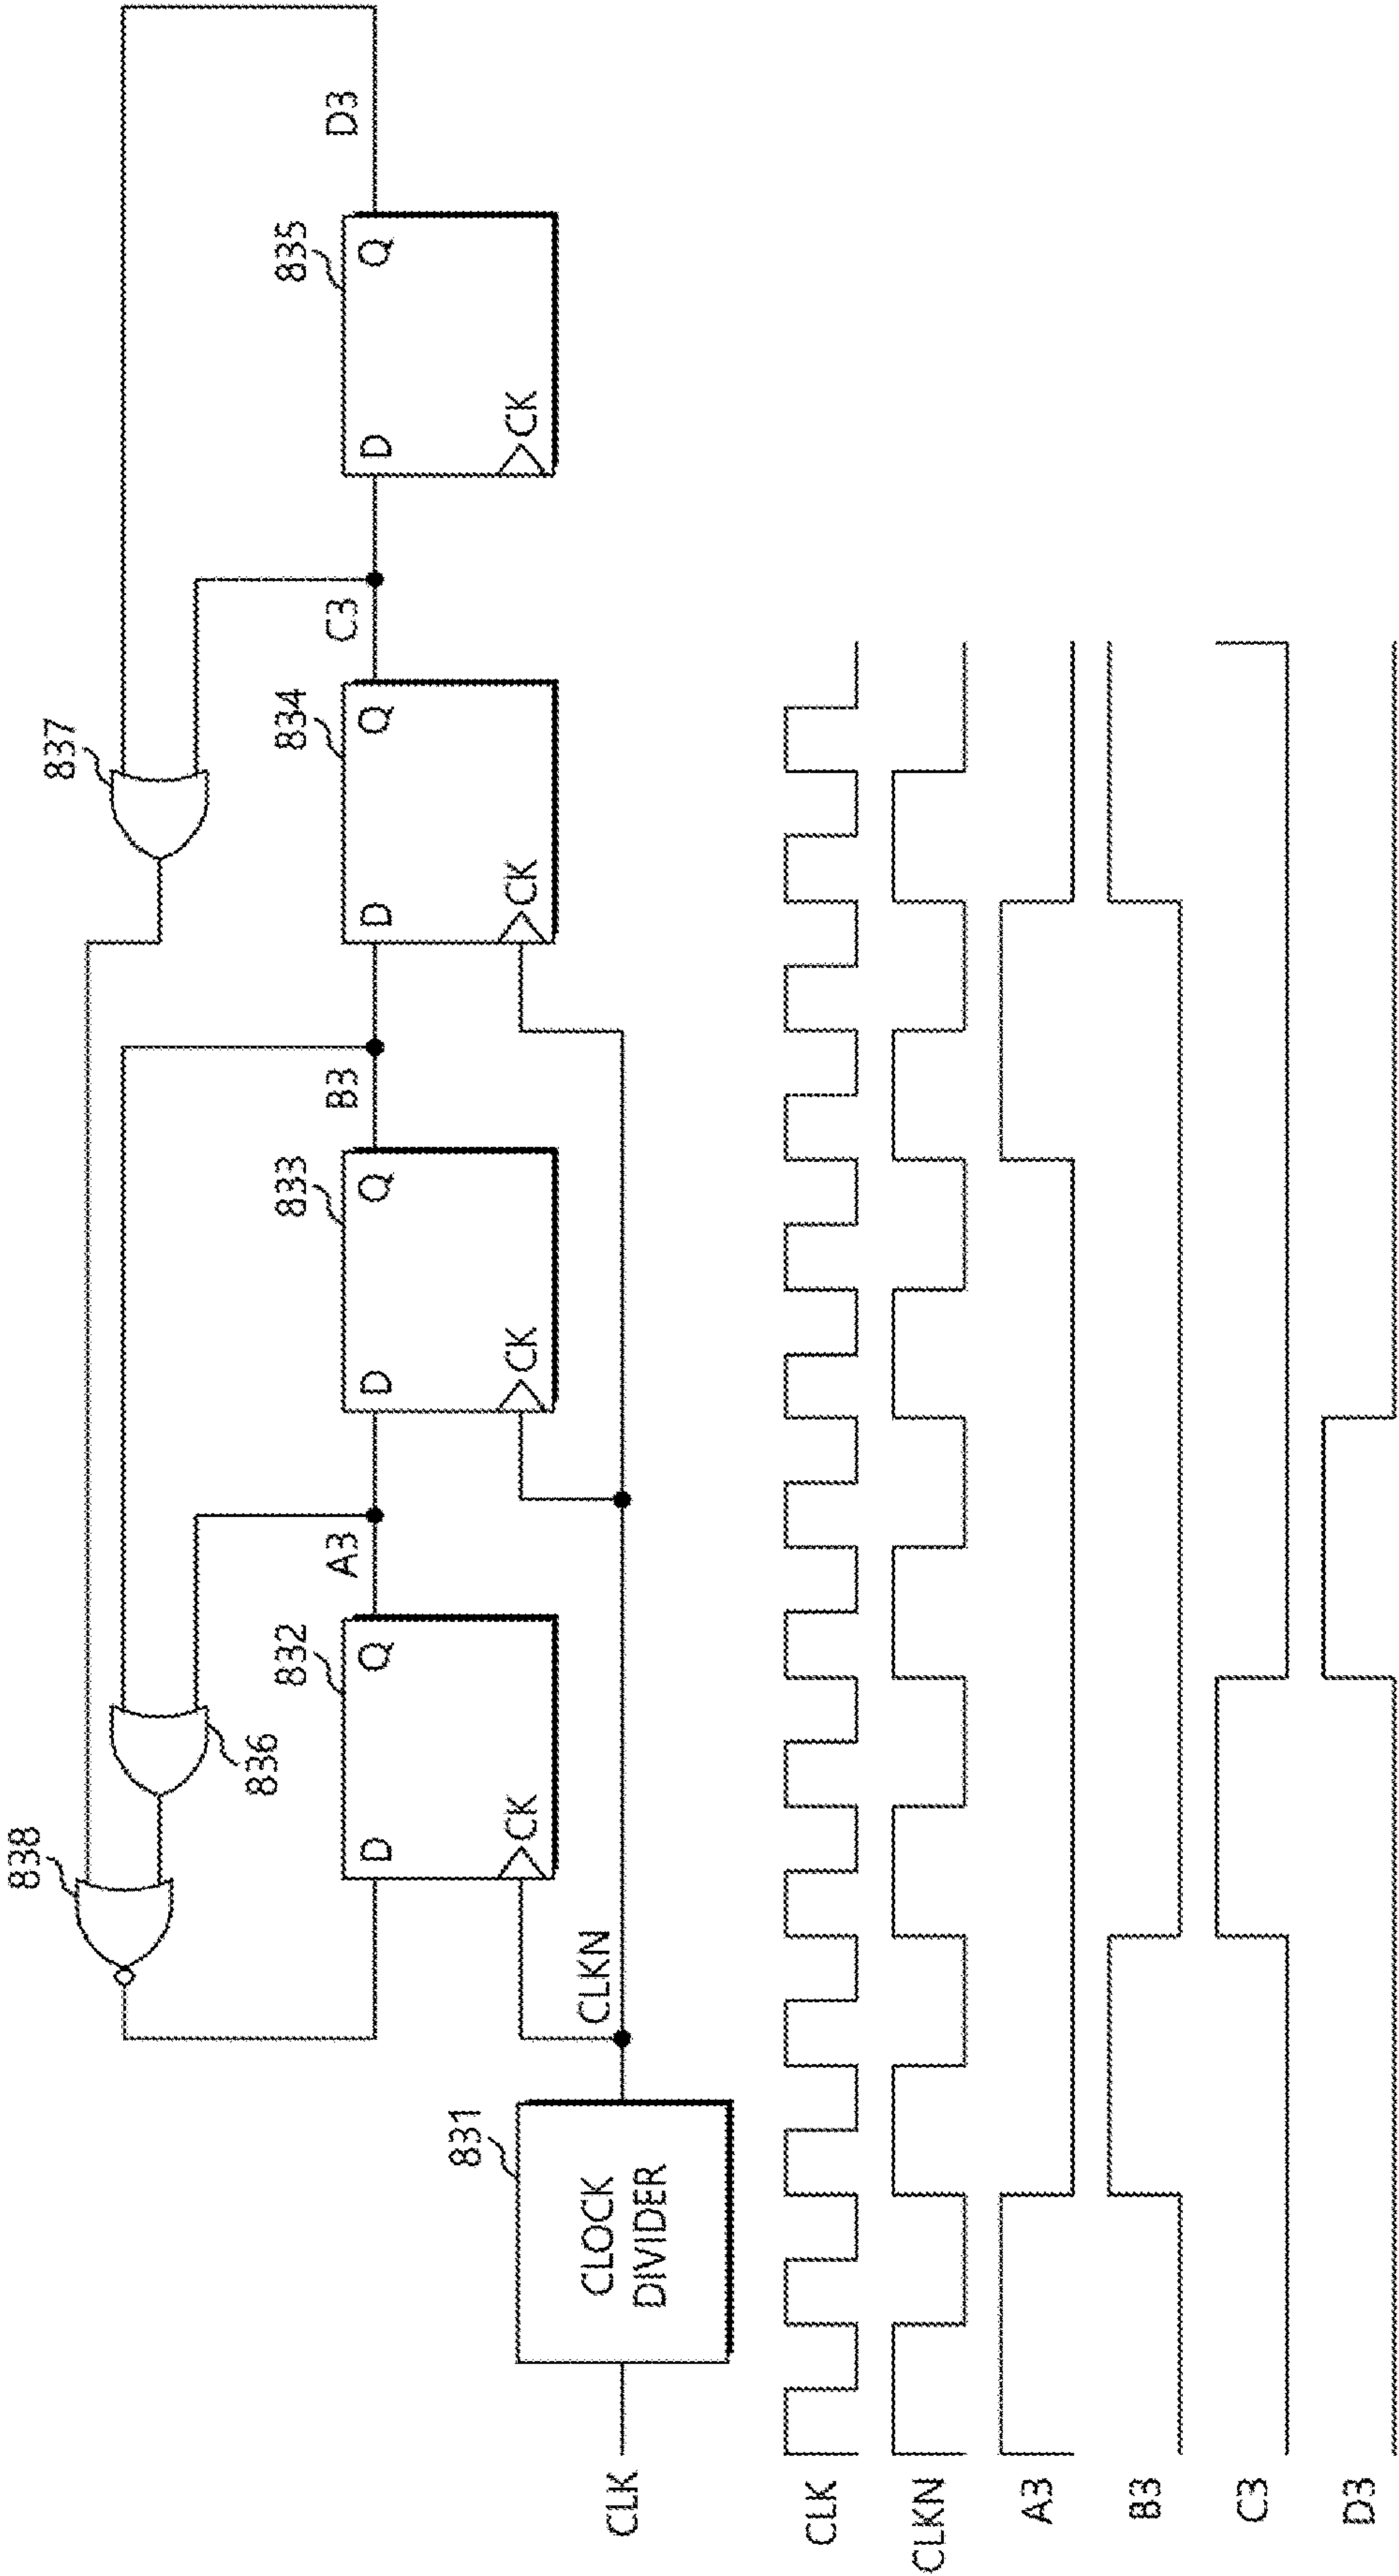 838
837
836
832
833
834
835
A3
B3
C3
D3
D
Q
CK
D
Q
CK
D
Q
CK
D
Q
CK
831
CLKN
CLOCK
DIVIDER
CLK
CLK
CLKN
A3
B3
C3
D3